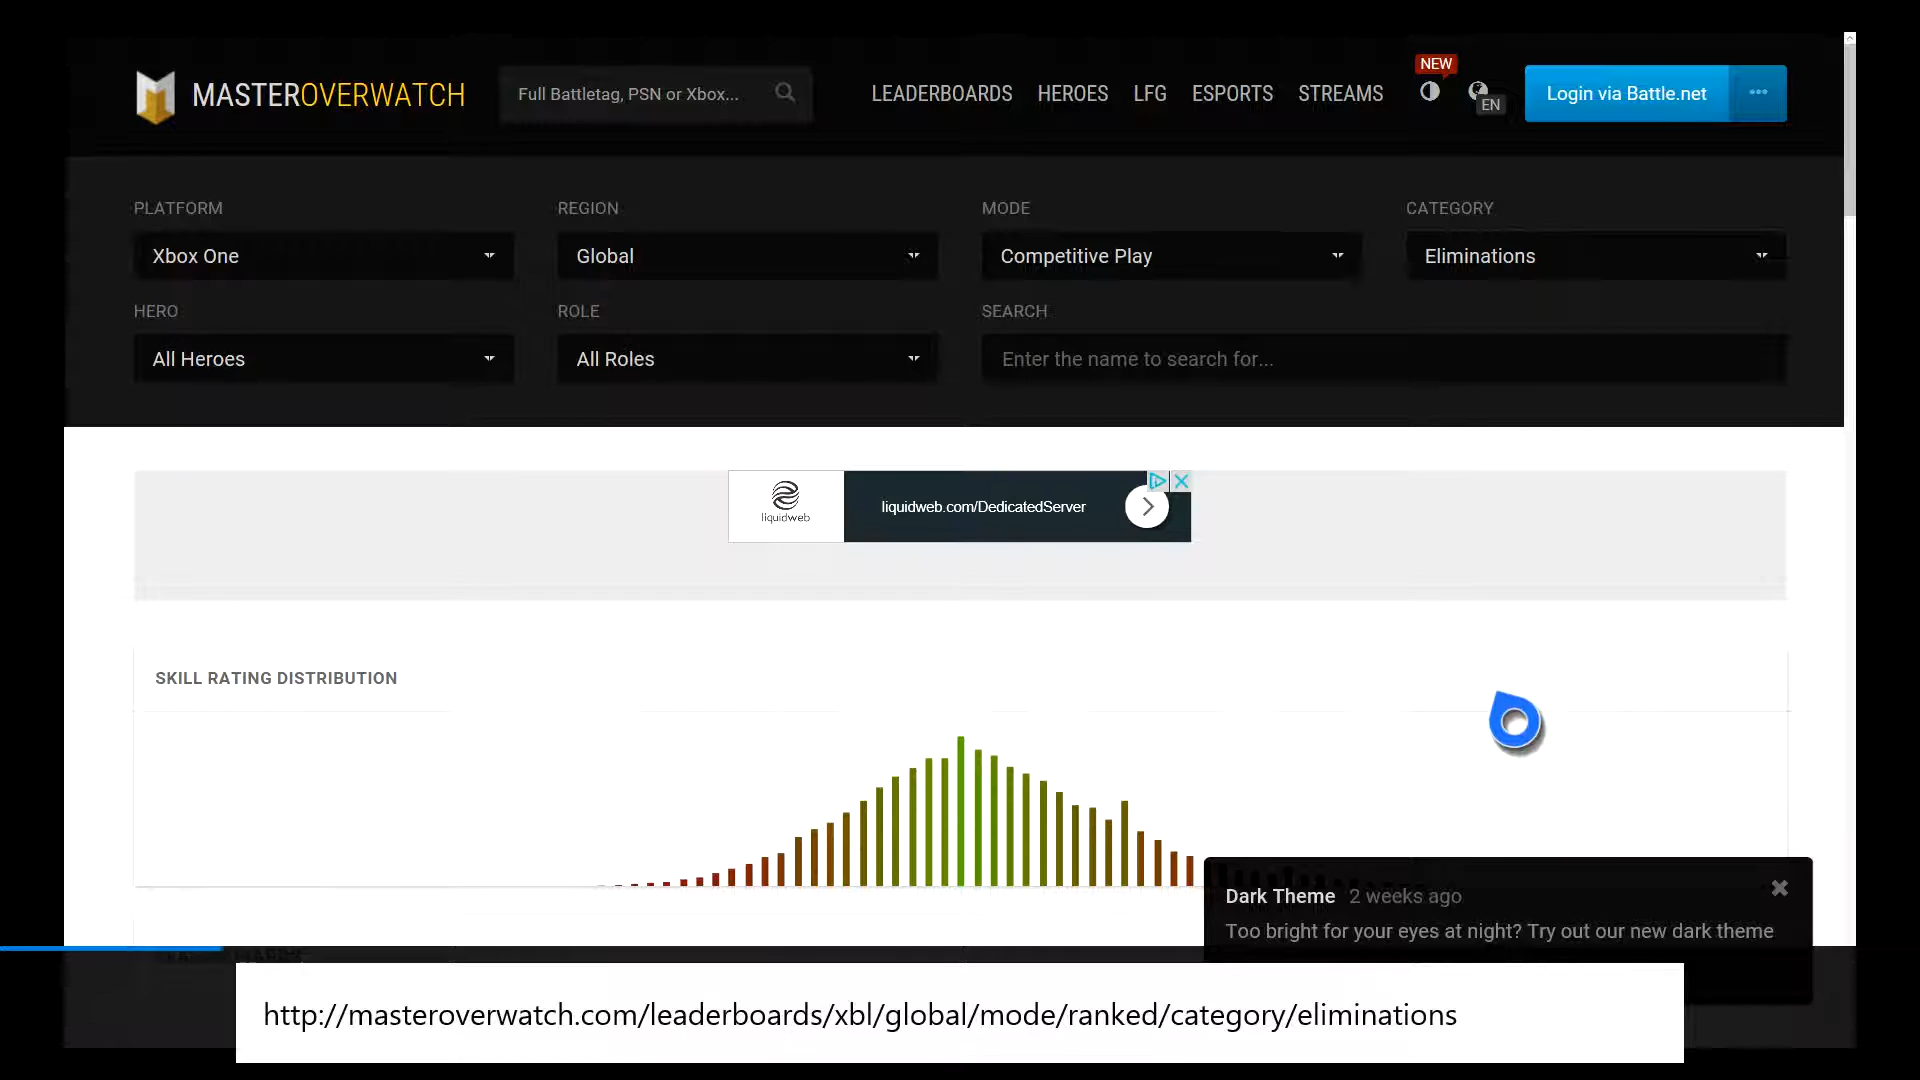 NEW
MASTEROVERWATCH
Full Battletag, PSN or Xbox...
LEADERBOARDS HEROES LFG ESPORTS STREAMS
EN
Login via Battle.net
PLATFORM REGION MODE CATEGORY
Xbox One Global Competitive Play Eliminations
HERO ROLE SEARCH
All Heroes All Roles Enter the name to search for...
liquidweb
liquidweb.com/DedicatedServer
SKILL RATING DISTRIBUTION
Dark Theme 2 weeks ago
Too bright for your eyes at night? Try out our new dark theme
http://masteroverwatch.com/leaderboards/xbl/global/mode/ranked/category/eliminations